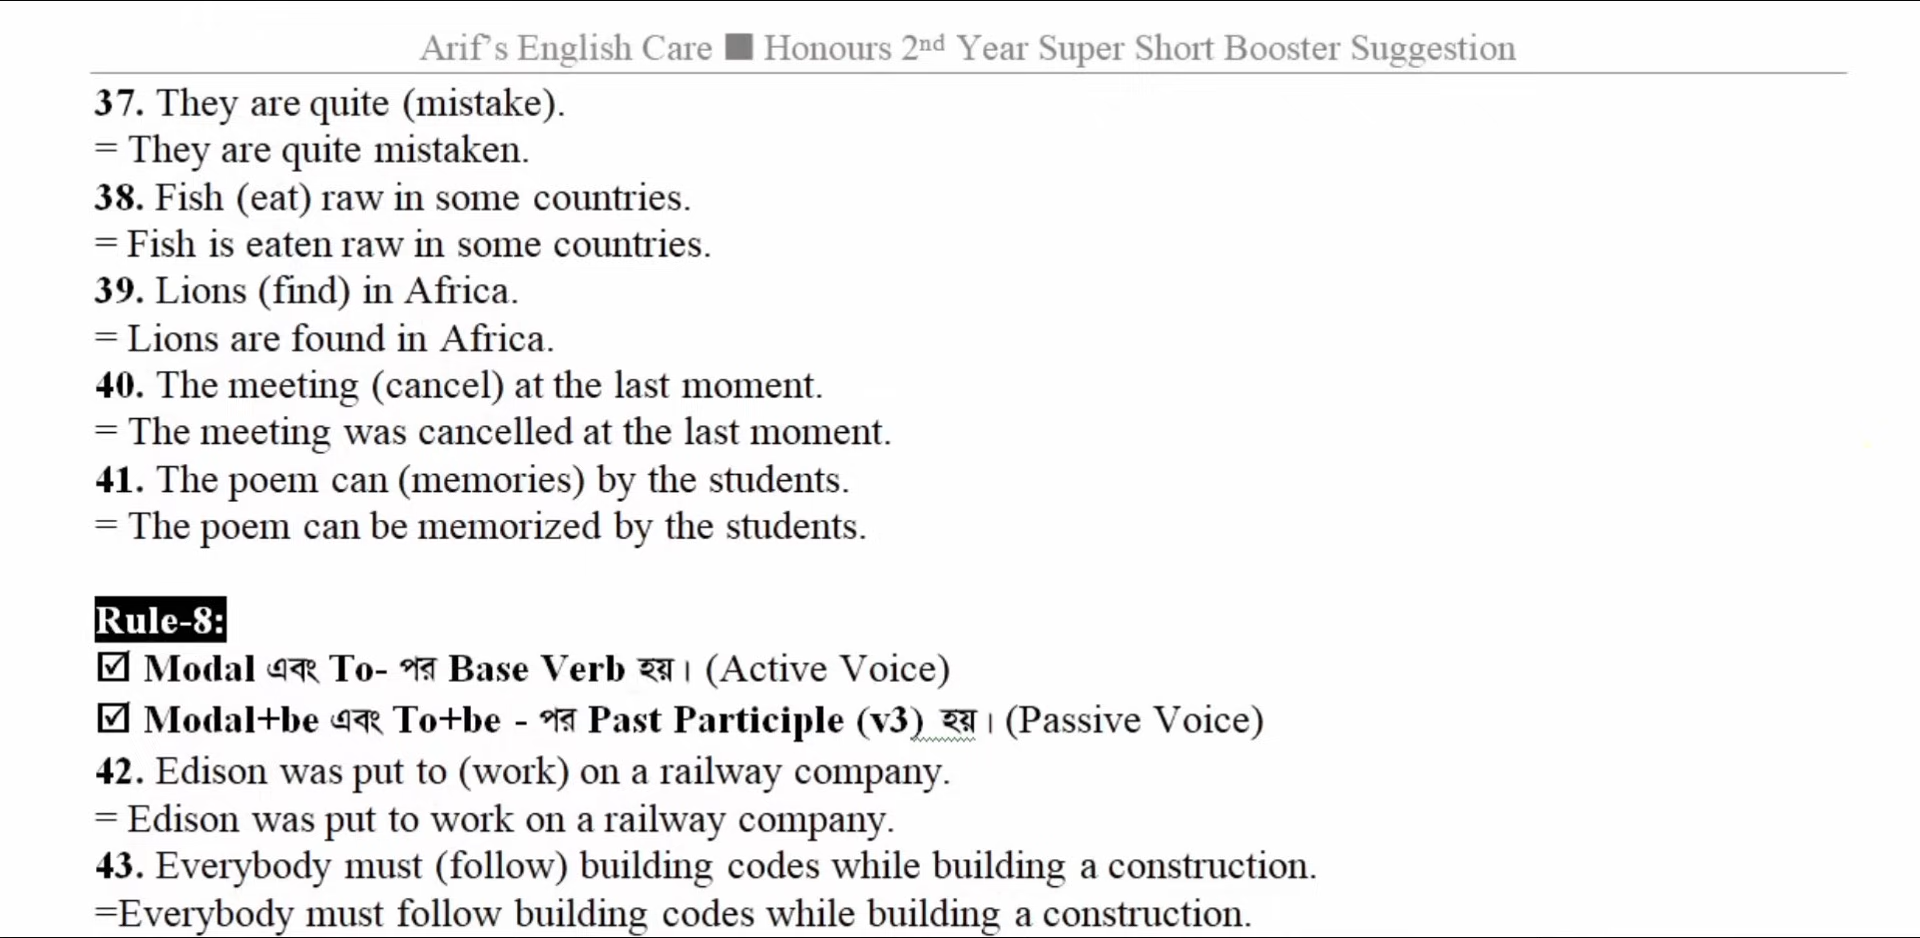 Arif's English Care ■ Honours 2nd Year Super Short Booster Suggestion
37. They are quite (mistake).
= They are quite mistaken.
38. Fish (eat) raw in some countries.
= Fish is eaten raw in some countries.
39. Lions (find) in Africa.
= Lions are found in Africa.
40. The meeting (cancel) at the last moment.
= The meeting was cancelled at the last moment.
41. The poem can (memories) by the students.
= The poem can be memorized by the students.
Rule-8:
☑ Modal এবং To- পর Base Verb হয়। (Active Voice)
☑ Modal+be এবং To+be - পর Past Participle (v3) হয়। (Passive Voice)
42. Edison was put to (work) on a railway company.
= Edison was put to work on a railway company.
43. Everybody must (follow) building codes while building a construction.
=Everybody must follow building codes while building a construction.